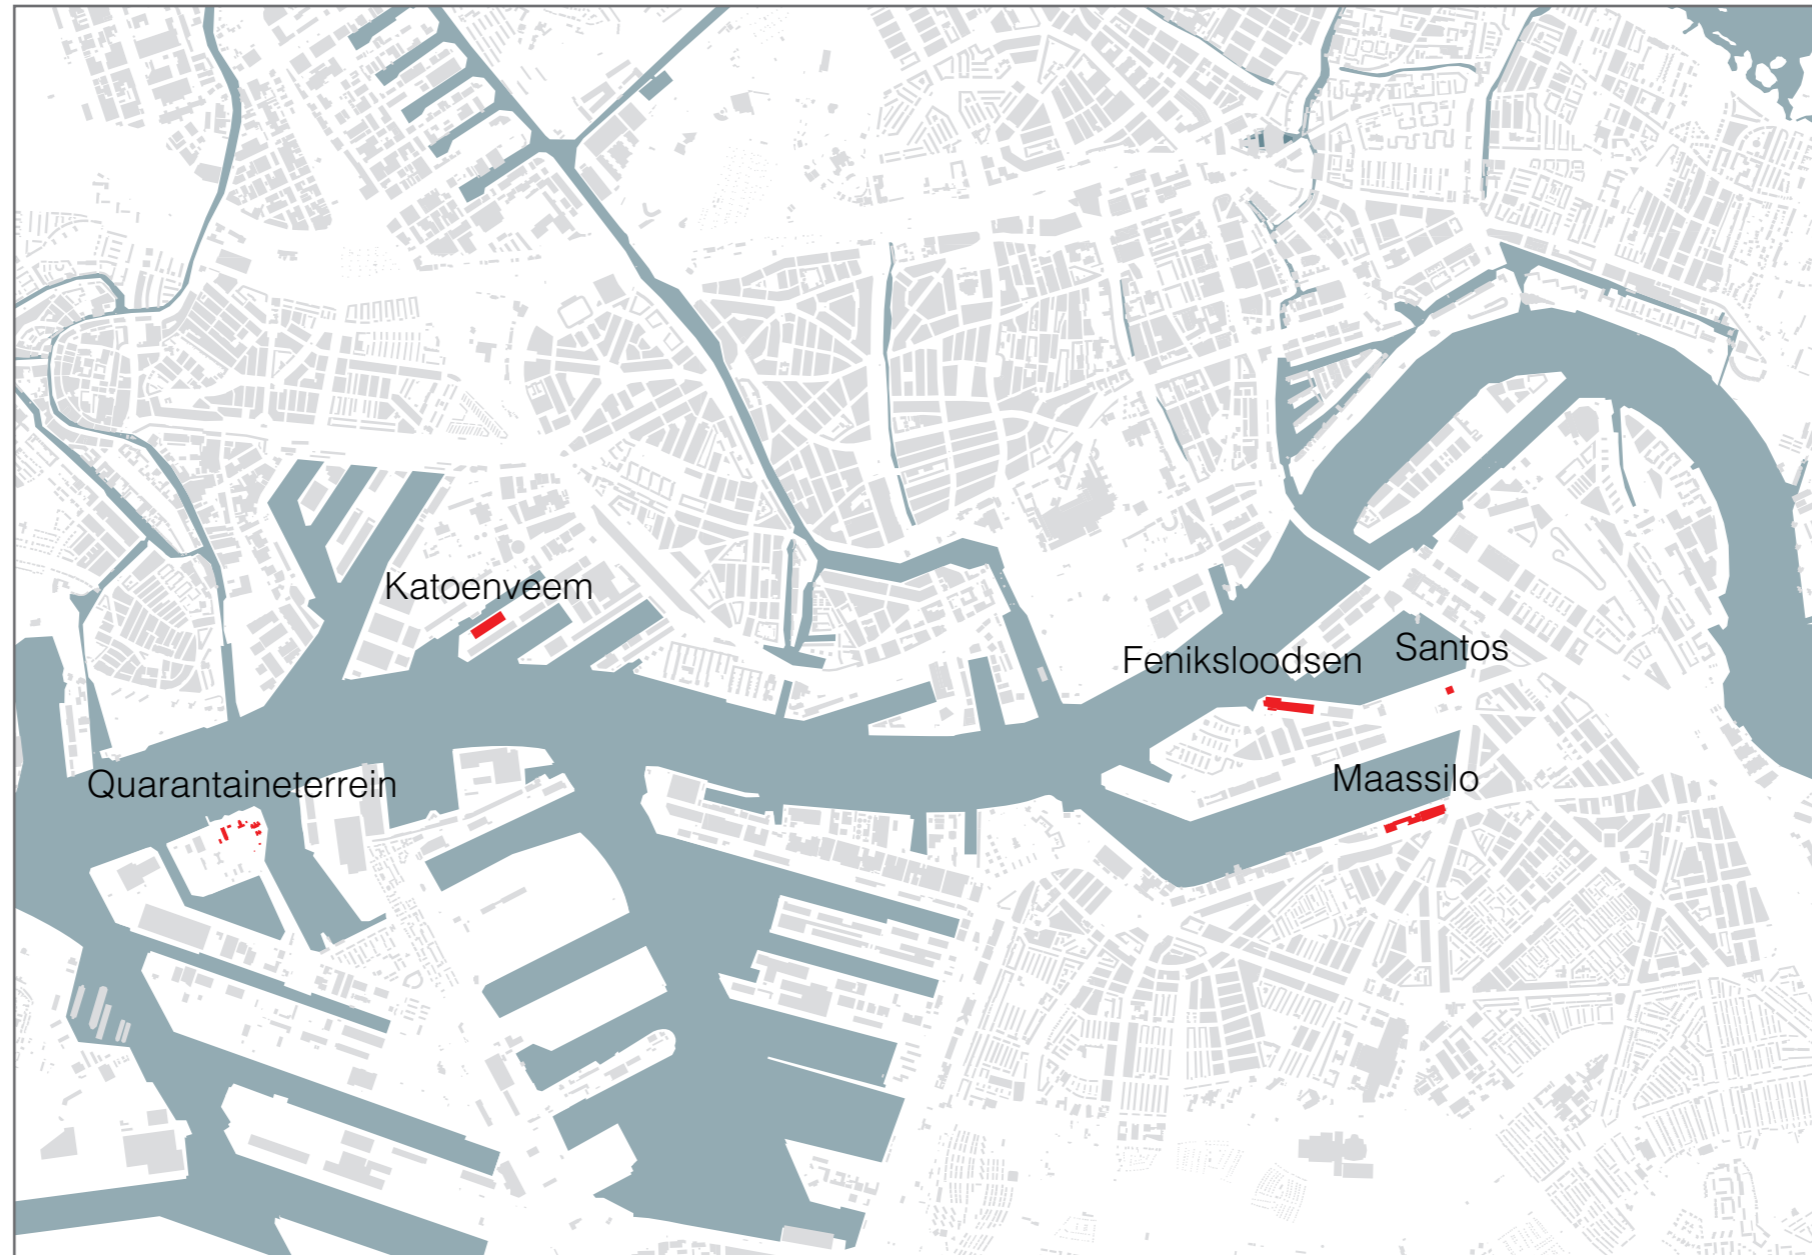 Katoenveem
Feniksloodsen
Santos
Quarantaineterrein
Maassilo